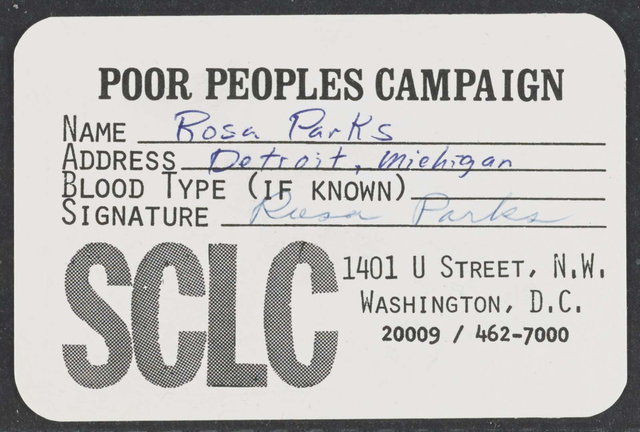 POOR PEOPLES CAMPAIGN
NAME Rosa Parks
ADDRESS Detroit, Michigan
BLOOD TYPE (IF KNOWN)
SIGNATURE Rosa Parks
SCLC
1401 U STREET, N.W.
WASHINGTON, D.C.
20009 / 462-7000